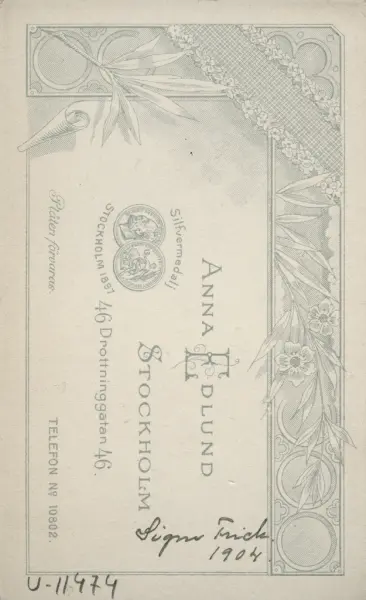 ANNA EDLUND
STOCKHOLM
Silfvermedalj
STOCKHOLM 1897
46 Drottninggatan 46.
Plåten förvaras.
TELEFON No 10802.
Signe Frick.
1904.
U-11474